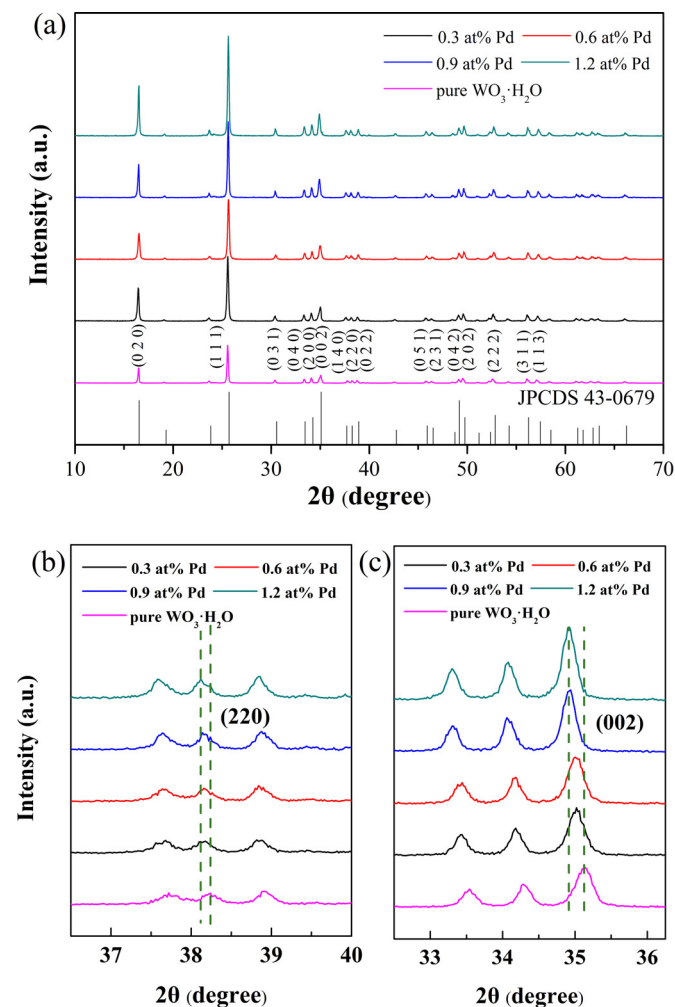 (a)
0.3 at% Pd 0.6 at% Pd
0.9 at% Pd 1.2 at% Pd
pure WO₃·H₂O
Intensity (a.u.)
(0 2 0) (1 1 1) (0 3 1) (0 4 0) (2 0 0) (0 0 2) (1 4 0) (2 2 0) (0 2 2) (0 5 1) (2 3 1) (0 4 2) (2 0 2) (2 2 2) (3 1 1) (1 1 3)
JPCDS 43-0679
10 20 30 40 50 60 70
2θ (degree)
(b)
0.3 at% Pd 0.6 at% Pd
0.9 at% Pd 1.2 at% Pd
pure WO₃·H₂O
(220)
Intensity (a.u.)
37 38 39 40
2θ (degree)
(c)
0.3 at% Pd 0.6 at% Pd
0.9 at% Pd 1.2 at% Pd
pure WO₃·H₂O
(002)
33 34 35 36
2θ (degree)